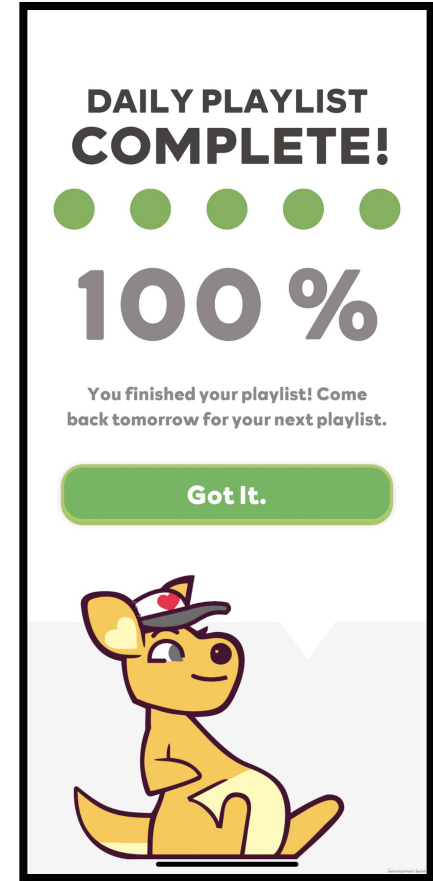 DAILY PLAYLIST
COMPLETE!
100 %
You finished your playlist! Come
back tomorrow for your next playlist.
Got It.